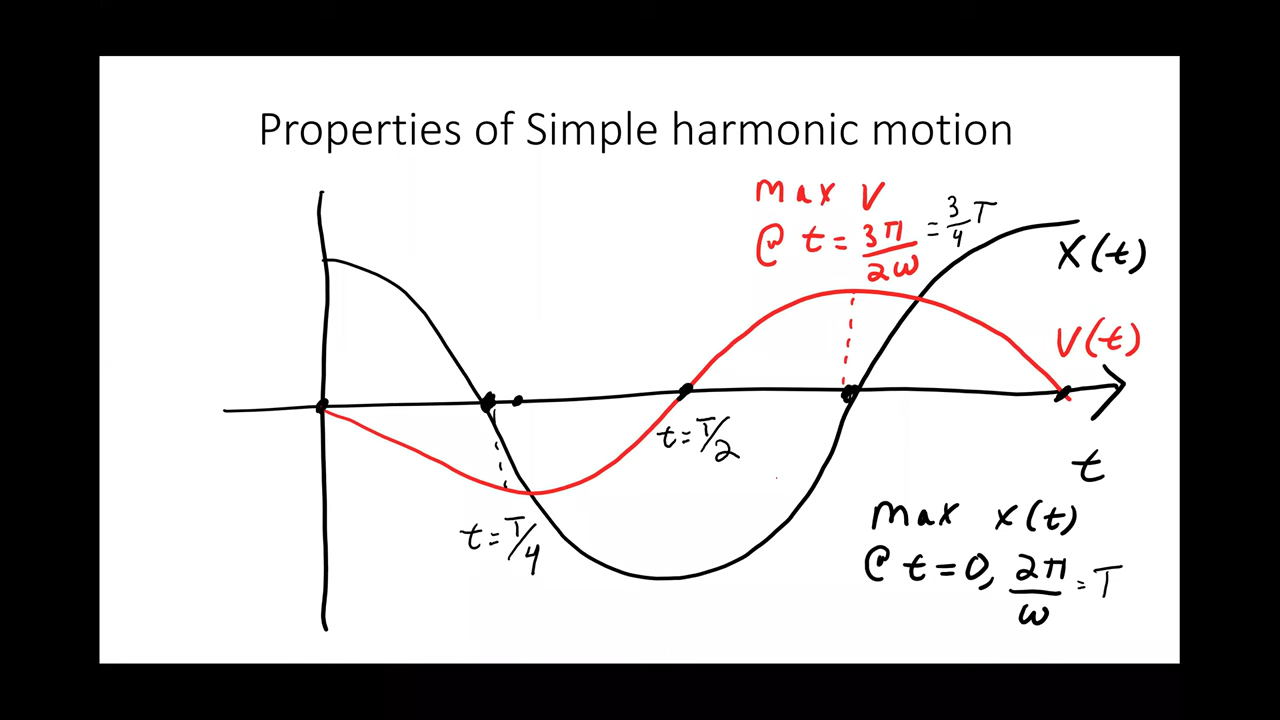 Properties of Simple harmonic motion
max V
@ t = 3π/2ω = 3/4 T
X(t)
V(t)
t = T/2
t
t = T/4
max x(t)
@ t = 0, 2π/ω = T